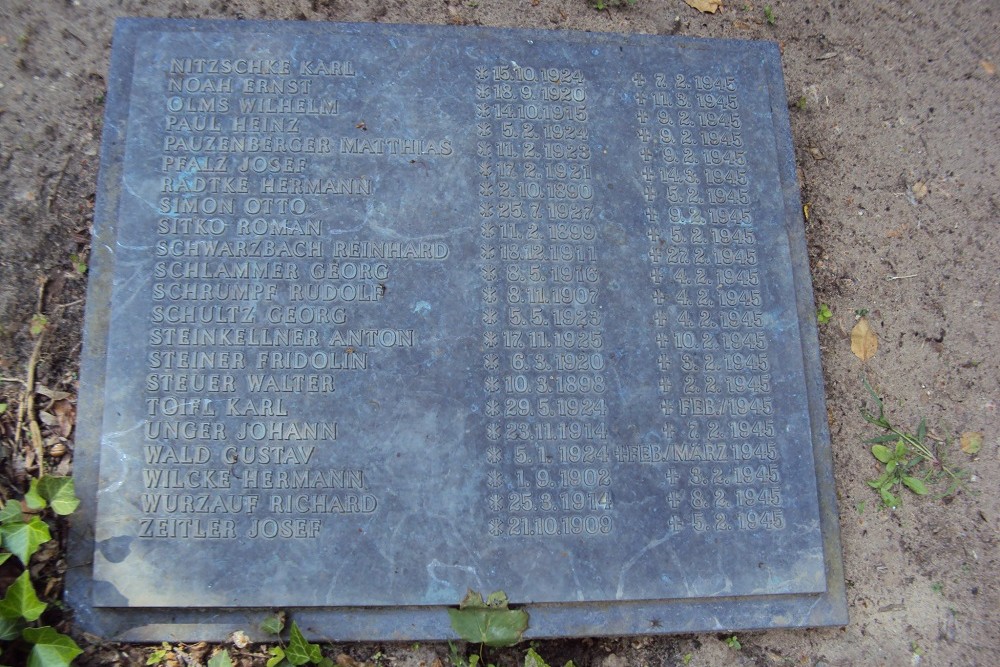 NITZSCHKE KARL * 15.10.1924 + 7. 2. 1945
NOAH ERNST * 18. 9. 1920 + 11. 3. 1945
OLMS WILHELM * 14.10.1915 + 9. 2. 1945
PAUL HEINZ * 5. 2. 1924 + 9. 2. 1945
PAUZENBERGER MATTHIAS * 11. 2. 1923 + 9. 2. 1945
PFALZ JOSEF * 17. 2. 1921 + 14. 3. 1945
RADTKE HERMANN * 2.10.1890 + 5. 2. 1945
SIMON OTTO * 25. 7. 1927 + 9. 2. 1945
SITKO ROMAN * 11. 2. 1899 + 5. 2. 1945
SCHWARZBACH REINHARD * 18.12.1911 + 27. 2. 1945
SCHLAMMER GEORG * 8. 5. 1916 + 4. 2. 1945
SCHRUMPF RUDOLF * 8. 11. 1907 + 4. 2. 1945
SCHULTZ GEORG * 5. 5. 1923 + 4. 2. 1945
STEINKELLNER ANTON * 17. 11. 1925 + 10. 2. 1945
STEINER FRIDOLIN * 6. 3. 1920 + 3. 2. 1945
STEUER WALTER * 10. 3. 1898 + 2. 2. 1945
TOIFL KARL * 29. 5. 1924 + FEB./1945
UNGER JOHANN * 23.11.1914 + 7. 2. 1945
WALD GUSTAV * 5. 1. 1924 +FEB/MÄRZ 1945
WILCKE HERMANN * 1. 9. 1902 + 8. 2. 1945
WURZAUF RICHARD * 25. 3. 1914 + 8. 2. 1945
ZEITLER JOSEF * 21.10.1909 + 5. 2. 1945